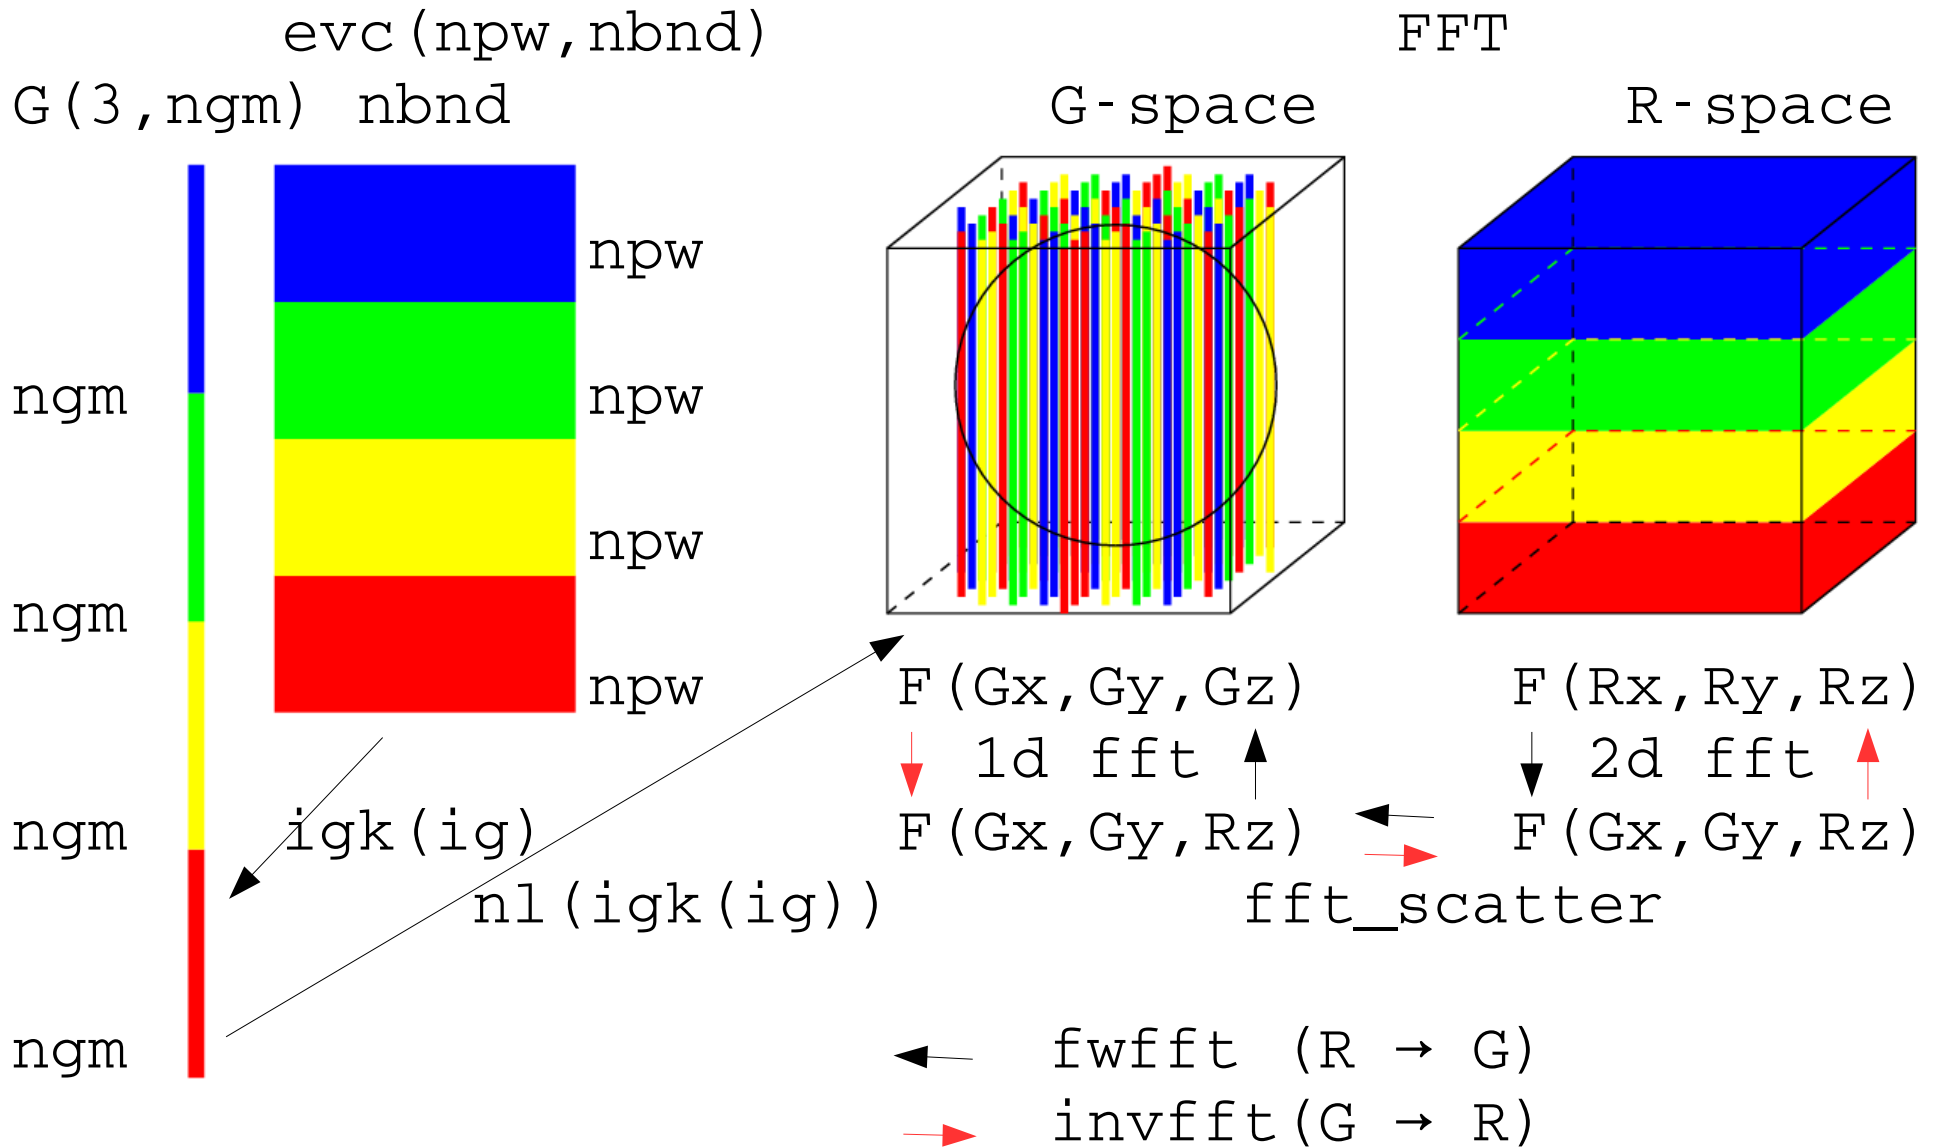 evc(npw,nbnd)
FFT
G(3,ngm) nbnd
G-space
R-space
npw
ngm
npw
npw
ngm
npw
F(Gx,Gy,Gz)
F(Rx,Ry,Rz)
1d fft
2d fft
ngm
igk(ig)
F(Gx,Gy,Rz)
F(Gx,Gy,Rz)
nl(igk(ig))
fft_scatter
ngm
fwfft (R → G)
invfft(G → R)